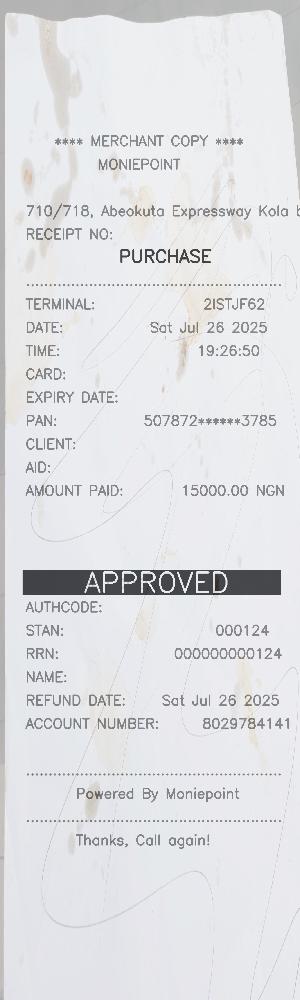 **** MERCHANT COPY ****
MONIEPOINT
710/718, Abeokuta Expressway Kola
RECEIPT NO:
PURCHASE
TERMINAL: 2ISTJF62
DATE: Sat Jul 26 2025
TIME: 19:26:50
CARD:
EXPIRY DATE:
PAN: 507872******3785
CLIENT:
AID:
AMOUNT PAID: 15000.00 NGN
APPROVED
AUTHCODE:
STAN: 000124
RRN: 000000000124
NAME:
REFUND DATE: Sat Jul 26 2025
ACCOUNT NUMBER: 8029784141
Powered By Moniepoint
Thanks, Call again!